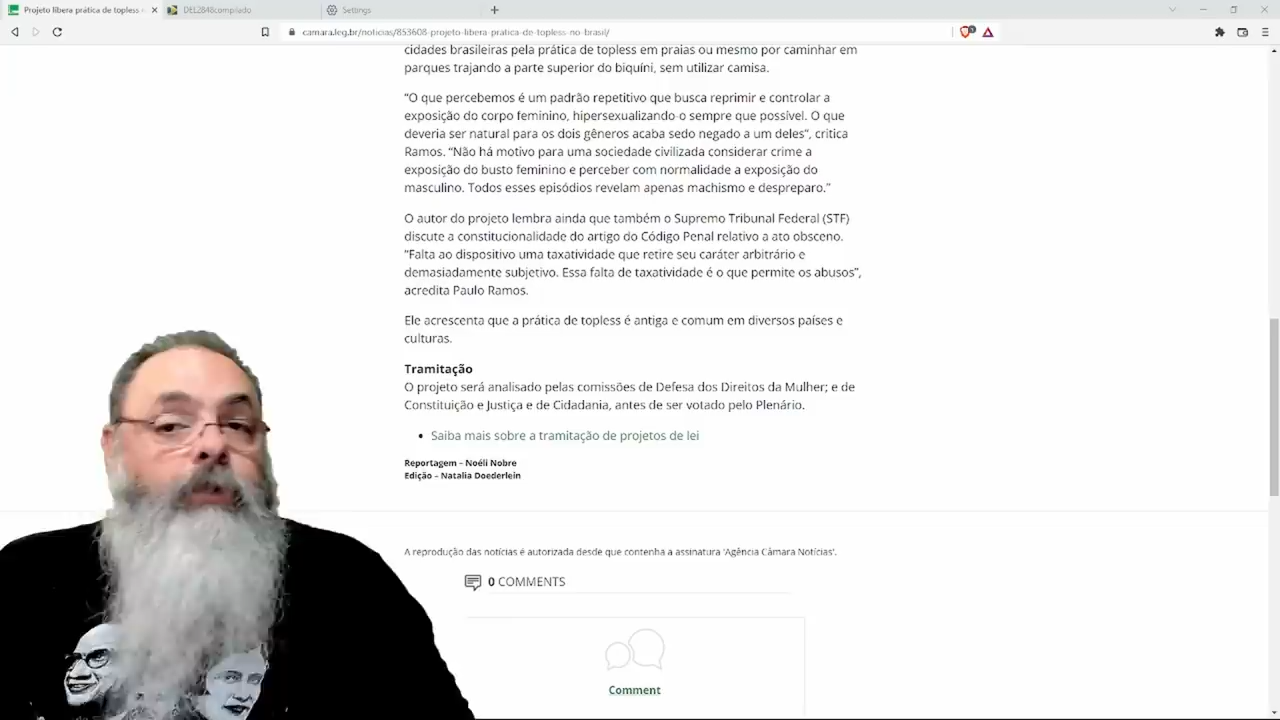 Projeto libera prática de topless
DEL2848compilado
Settings
camara.leg.br/noticias/853608-projeto-libera-pratica-de-topless-no-brasil/
cidades brasileiras pela prática de topless em praias ou mesmo por caminhar em
parques trajando a parte superior do biquíni, sem utilizar camisa.
“O que percebemos é um padrão repetitivo que busca reprimir e controlar a
exposição do corpo feminino, hipersexualizando-o sempre que possível. O que
deveria ser natural para os dois gêneros acaba sedo negado a um deles”, critica
Ramos. “Não há motivo para uma sociedade civilizada considerar crime a
exposição do busto feminino e perceber com normalidade a exposição do
masculino. Todos esses episódios revelam apenas machismo e despreparo.”
O autor do projeto lembra ainda que também o Supremo Tribunal Federal (STF)
discute a constitucionalidade do artigo do Código Penal relativo a ato obsceno.
“Falta ao dispositivo uma taxatividade que retire seu caráter arbitrário e
demasiadamente subjetivo. Essa falta de taxatividade é o que permite os abusos”,
acredita Paulo Ramos.
Ele acrescenta que a prática de topless é antiga e comum em diversos países e
culturas.
Tramitação
O projeto será analisado pelas comissões de Defesa dos Direitos da Mulher; e de
Constituição e Justiça e de Cidadania, antes de ser votado pelo Plenário.
• Saiba mais sobre a tramitação de projetos de lei
Reportagem – Noéli Nobre
Edição – Natalia Doederlein
A reprodução das notícias é autorizada desde que contenha a assinatura 'Agência Câmara Notícias'.
0 COMMENTS
Comment